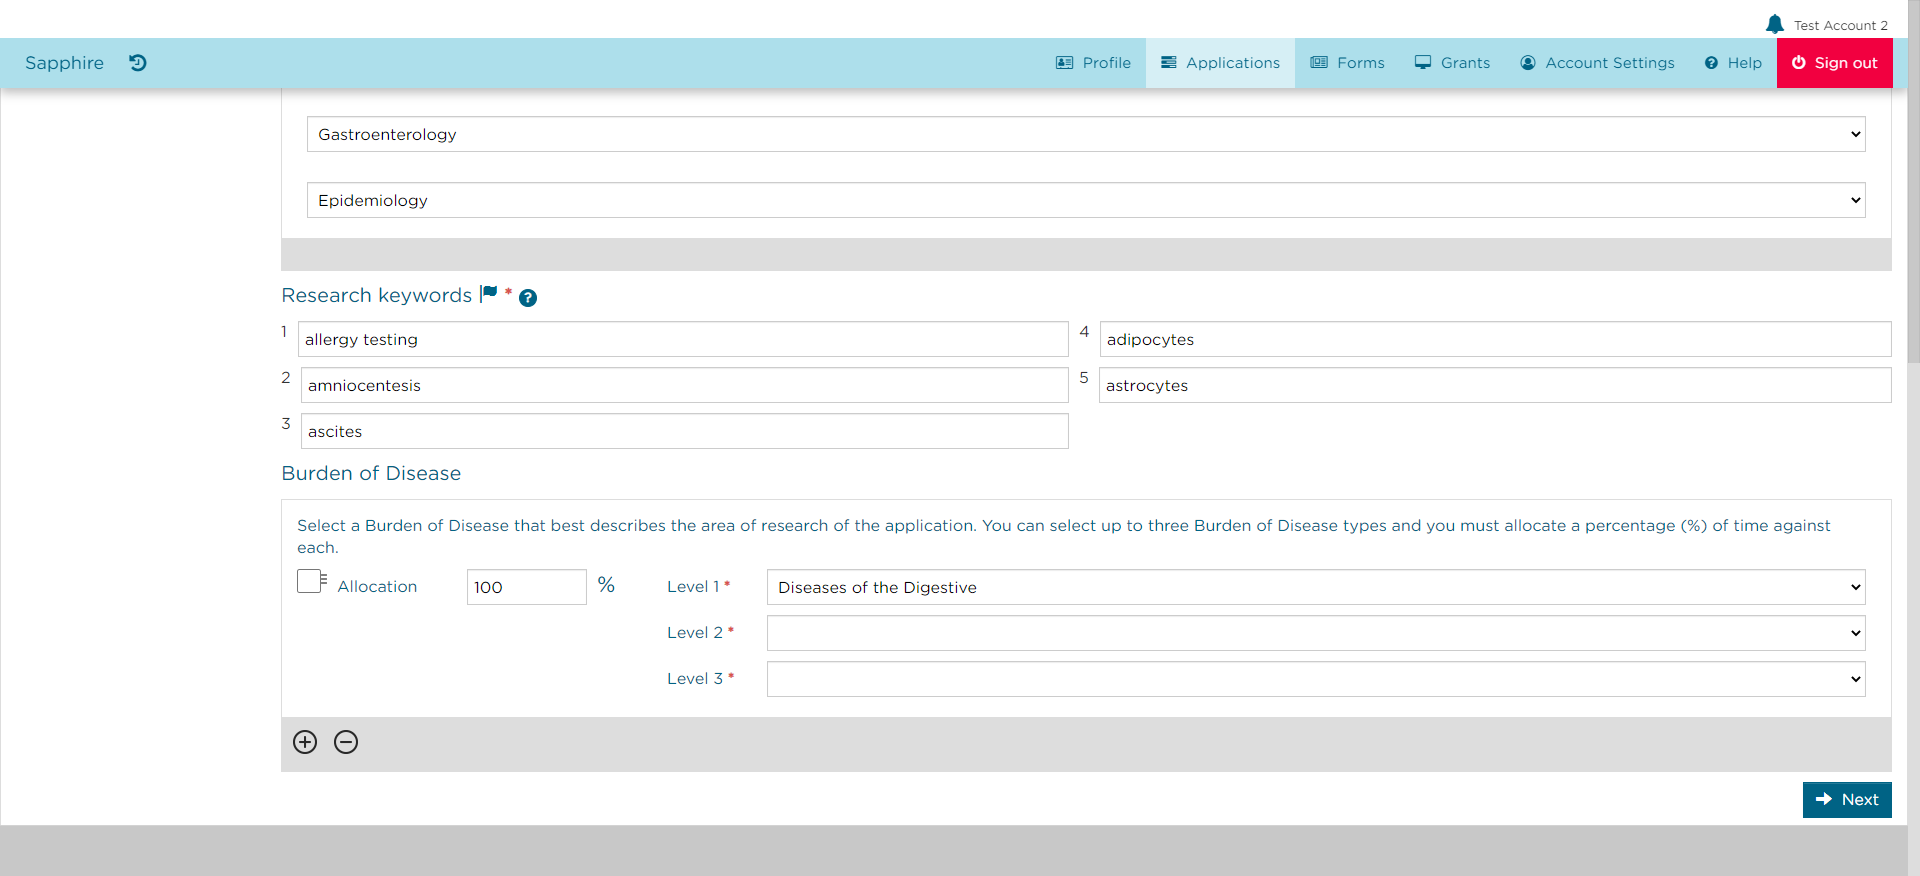 Test Account 2
Sapphire Profile Applications Forms Grants Account Settings Help Sign out
Gastroenterology
Epidemiology
Research keywords * ?
1 allergy testing 4 adipocytes
2 amniocentesis 5 astrocytes
3 ascites
Burden of Disease
Select a Burden of Disease that best describes the area of research of the application. You can select up to three Burden of Disease types and you must allocate a percentage (%) of time against
each.
Allocation 100 % Level 1 * Diseases of the Digestive
Level 2 *
Level 3 *
Next